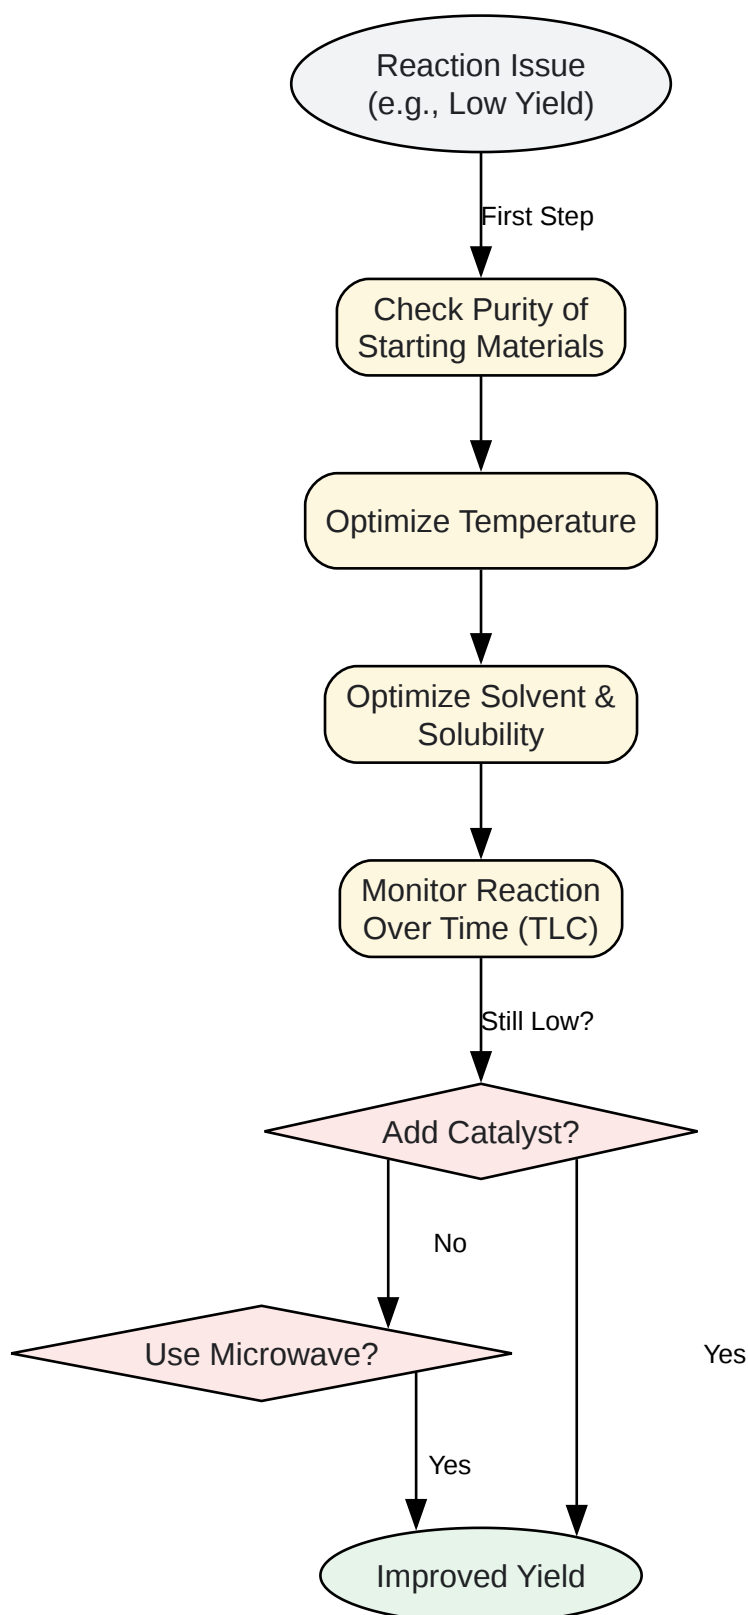 Reaction Issue
(e.g., Low Yield)
First Step
Check Purity of
Starting Materials
Optimize Temperature
Optimize Solvent &
Solubility
Monitor Reaction
Over Time (TLC)
Still Low?
Add Catalyst?
No
Use Microwave?
Yes
Yes
Improved Yield